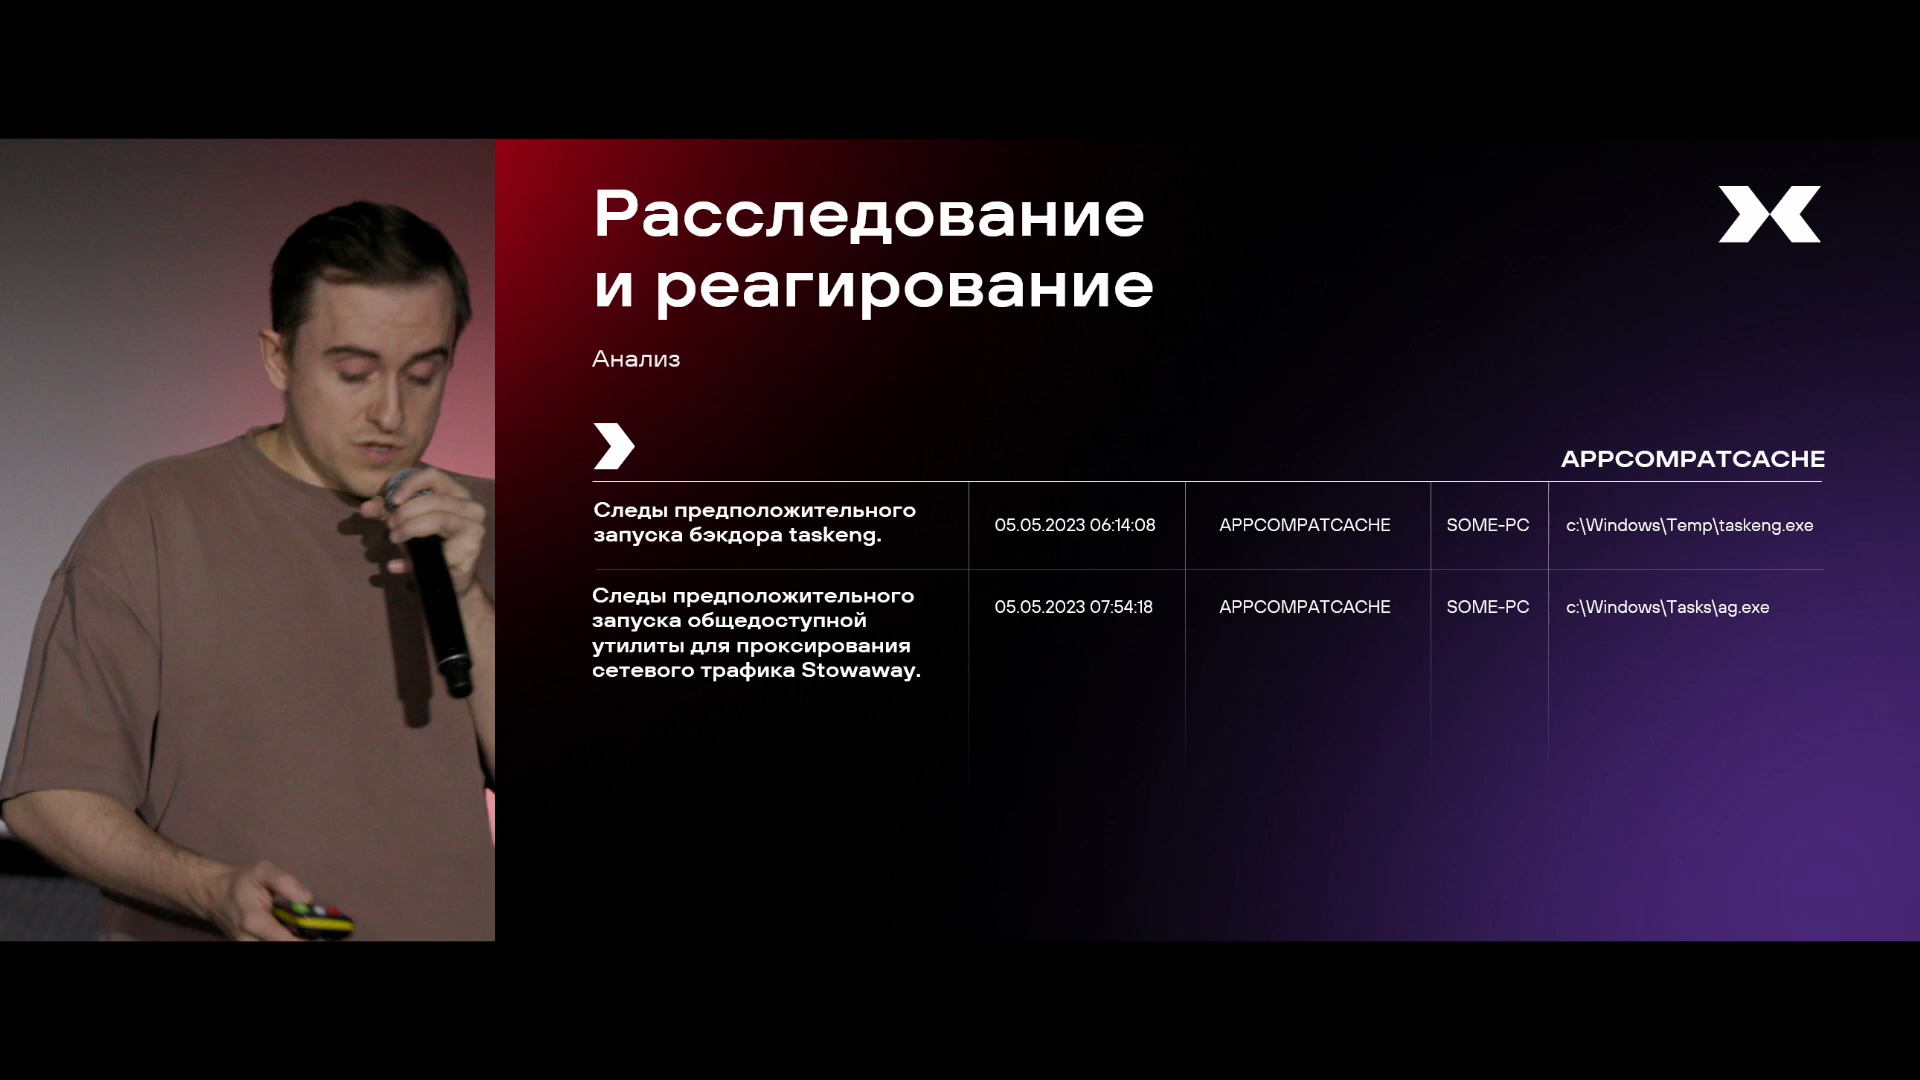 Расследование
и реагирование
Анализ
APPCOMPATCACHE
Следы предположительного
запуска бэкдора taskeng.
05.05.2023 06:14:08
APPCOMPATCACHE
SOME-PC
c:\Windows\Temp\taskeng.exe
Следы предположительного
запуска общедоступной
утилиты для проксирования
сетевого трафика Stowaway.
05.05.2023 07:54:18
APPCOMPATCACHE
SOME-PC
c:\Windows\Tasks\ag.exe